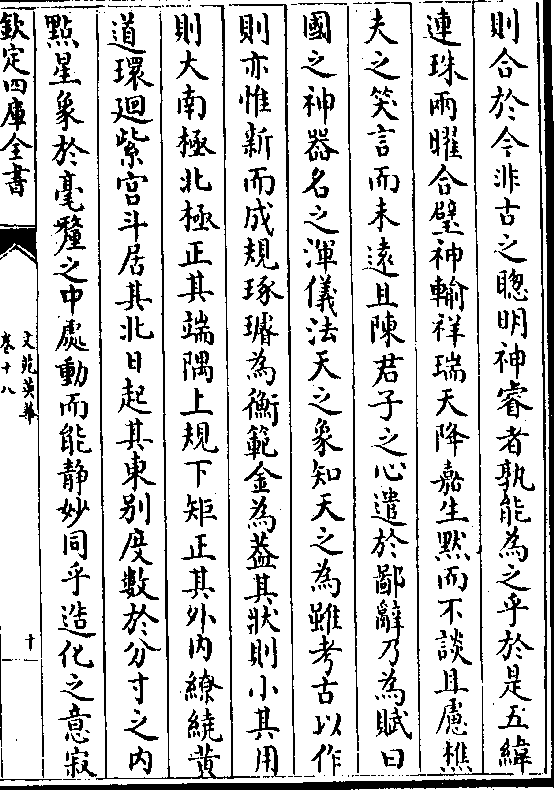 則合於今非古之聰明神睿者孰能為之乎於是五緯
連珠兩曜合璧神輸祥瑞天降嘉生默而不談且慮樵
夫之笑言而未遠且陳君子之心遣於鄙辭乃為賦曰
國之神器名之渾儀法天之象知天之為雖考古以作
則亦惟新而成規琢璿為衡範金為葢其狀則小其用
則大南極北極正其端隅上規下矩正其外内繚繞黄
道環廻紫宫斗居其北日起其東别度數於分寸之内
點星象於毫釐之中處動而能静妙同乎造化之意寂
欽定四庫全書
文苑英華
卷十八
十